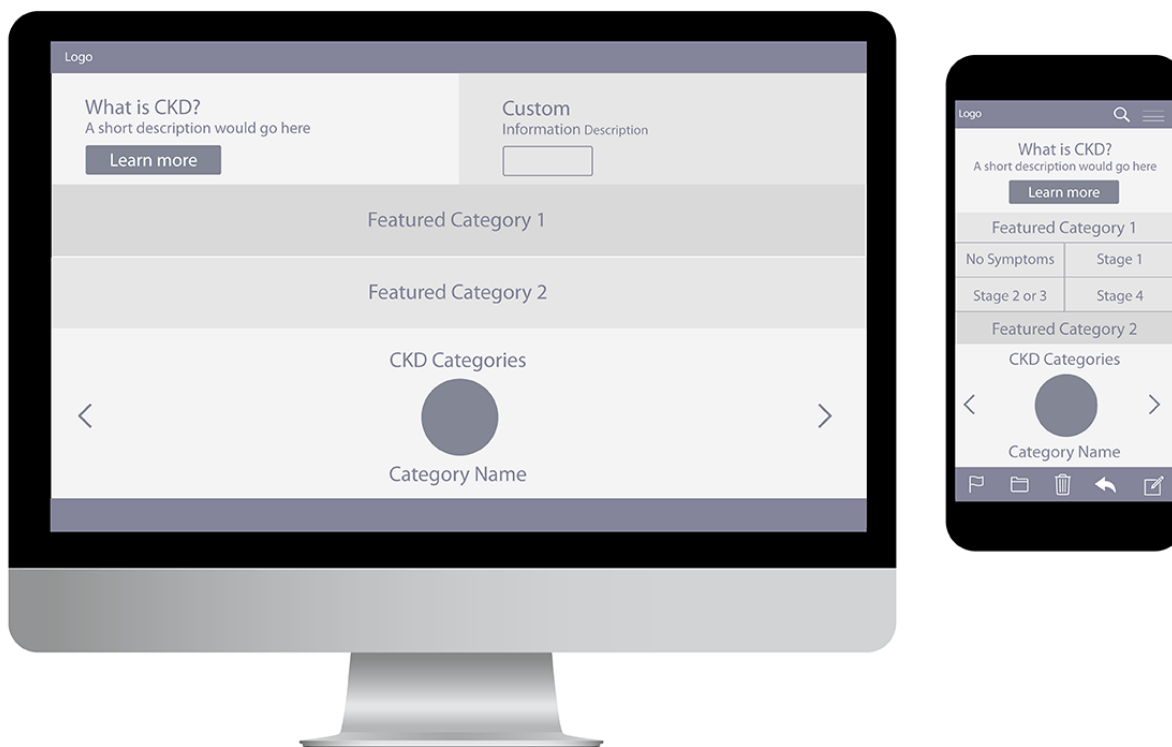 Logo
What is CKD?
A short description would go here
Learn more
Custom
Information Description
Featured Category 1
Featured Category 2
CKD Categories
Category Name
Logo
What is CKD?
A short description would go here
Learn more
Featured Category 1
No Symptoms
Stage 1
Stage 2 or 3
Stage 4
Featured Category 2
CKD Categories
Category Name